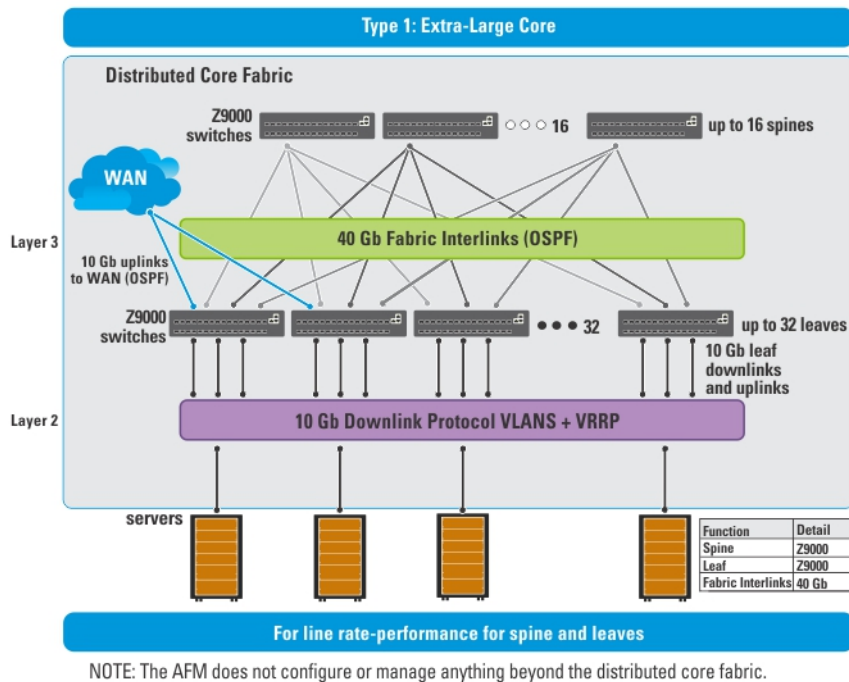 Type 1: Extra-Large Core
Distributed Core Fabric
Z9000
switches
16
up to 16 spines
WAN
Layer 3
40 Gb Fabric Interlinks (OSPF)
10 Gb uplinks
to WAN (OSPF)
Z9000
switches
32
up to 32 leaves
10 Gb leaf
downlinks
and uplinks
Layer 2
10 Gb Downlink Protocol VLANS + VRRP
servers
Function Detail
Spine Z9000
Leaf Z9000
Fabric Interlinks 40 Gb
For line rate-performance for spine and leaves
NOTE: The AFM does not configure or manage anything beyond the distributed core fabric.